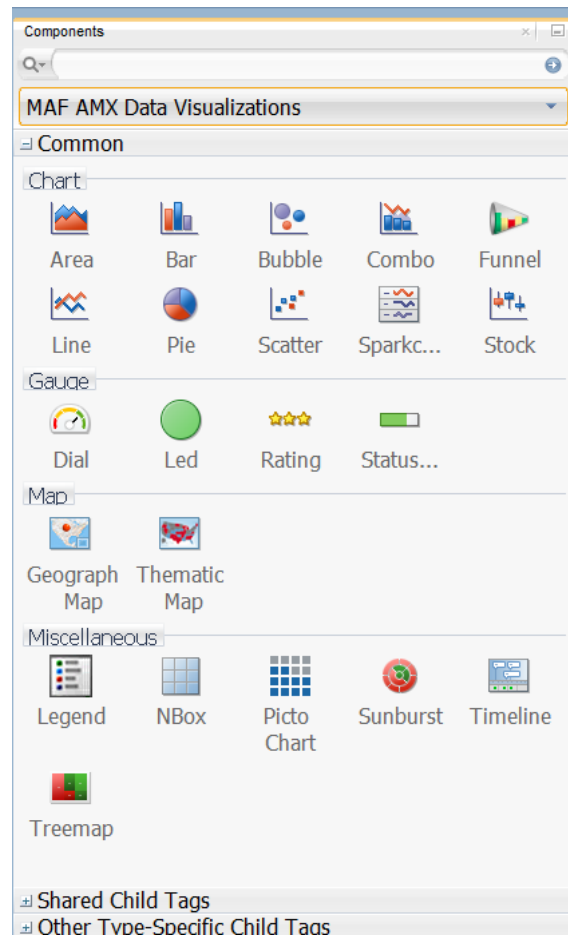 Components
MAF AMX Data Visualizations
Common
Chart
Area Bar Bubble Combo Funnel
Line Pie Scatter Sparkc... Stock
Gauge
Dial Led Rating Status...
Map
Geograph Thematic
Map Map
Miscellaneous
Legend NBox Picto Sunburst Timeline
Chart
Treemap
Shared Child Tags
Other Type-Specific Child Tags